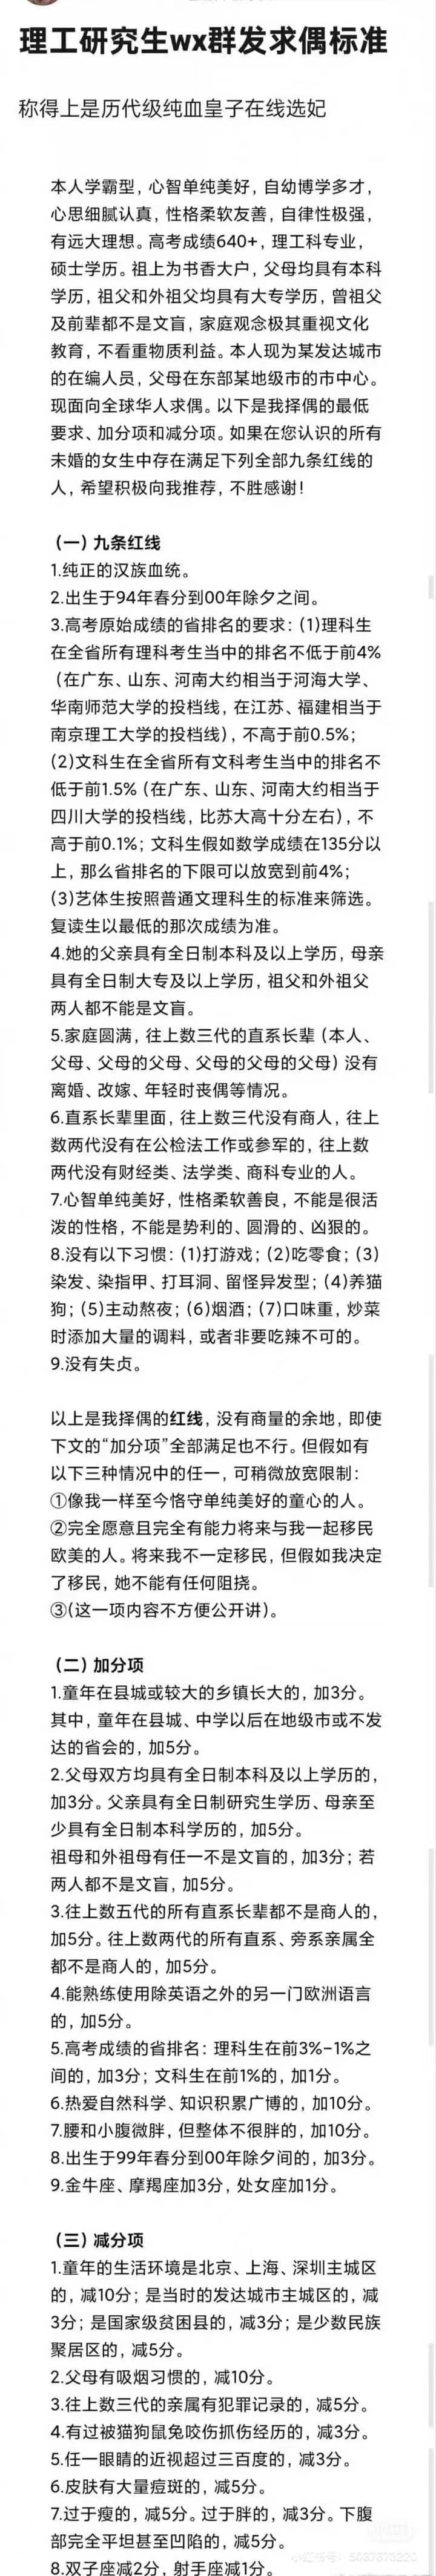 理工研究生wx群发求偶标准
称得上是历代级纯血皇子在线选妃
本人学霸型，心智单纯美好，自幼博学多才，
心思细腻认真，性格柔软友善，自律性极强，
有远大理想。高考成绩640+，理工科专业，
硕士学历。祖上为书香大户，父母均具有本科
学历，祖父和外祖父均具有大专学历，曾祖父
及前辈都不是文盲，家庭观念极其重视文化
教育，不看重物质利益。本人现为某发达城市
的在编人员，父母在东部某地级市的市中心。
现面向全球华人求偶。以下是我择偶的最低
要求、加分项和减分项。如果在您认识的所有
未婚的女生中存在满足下列全部九条红线的
人，希望积极向我推荐，不胜感谢！
（一）九条红线
1.纯正的汉族血统。
2.出生于94年春分到00年除夕之间。
3.高考原始成绩的省排名的要求：(1)理科生
在全省所有理科考生当中的排名不低于前4%
（在广东、山东、河南大约相当于河海大学、
华南师范大学的投档线，在江苏、福建相当于
南京理工大学的投档线），不高于前0.5%；
(2)文科生在全省所有文科考生当中的排名不
低于前1.5%（在广东、山东、河南大约相当于
四川大学的投档线，比苏大高十分左右），不
高于前0.1%；文科生假如数学成绩在135分以
上，那么省排名的下限可以放宽到前4%；
(3)艺体生按照普通文理科生的标准来筛选。
复读生以最低的那次成绩为准。
4.她的父亲具有全日制本科及以上学历，母亲
具有全日制大专及以上学历，祖父和外祖父
两人都不能是文盲。
5.家庭圆满，往上数三代的直系长辈（本人、
父母、父母的父母、父母的父母的父母）没有
离婚、改嫁、年轻时丧偶等情况。
6.直系长辈里面，往上数三代没有商人，往上
数两代没有在公检法工作或参军的，往上数
两代没有财经类、法学类、商科专业的人。
7.心智单纯美好，性格柔软善良，不能是很活
泼的性格，不能是势利的、圆滑的、凶狠的。
8.没有以下习惯：(1)打游戏；(2)吃零食；(3)
染发、染指甲、打耳洞、留怪异发型；(4)养猫
狗；(5)主动熬夜；(6)烟酒；(7)口味重，炒菜
时添加大量的调料，或者非要吃辣不可的。
9.没有失贞。
以上是我择偶的红线，没有商量的余地，即使
下文的“加分项”全部满足也不行。但假如有
以下三种情况中的任一，可稍微放宽限制：
①像我一样至今恪守单纯美好的童心的人。
②完全愿意且完全有能力将来与我一起移民
欧美的人。将来我不一定移民，但假如我决定
了移民，她不能有任何阻挠。
③(这一项内容不方便公开讲)。
（二）加分项
1.童年在县城或较大的乡镇长大的，加3分。
其中，童年在县城、中学以后在地级市或不发
达的省会的，加5分。
2.父母双方均具有全日制本科及以上学历的，
加3分。父亲具有全日制研究生学历、母亲至
少具有全日制本科学历的，加5分。
祖母和外祖母有任一不是文盲的，加3分；若
两人都不是文盲，加5分。
3.往上数五代的所有直系长辈都不是商人的，
加5分。往上数两代的所有直系、旁系亲属全
都不是商人的，加5分。
4.能熟练使用除英语之外的另一门欧洲语言
的，加5分。
5.高考成绩的省排名：理科生在前3%-1%之
间的，加3分；文科生在前1%的，加1分。
6.热爱自然科学、知识积累广博的，加10分。
7.腰和小腹微胖，但整体不很胖的，加10分。
8.出生于99年春分到00年除夕间的，加3分。
9.金牛座、摩羯座加3分，处女座加1分。
（三）减分项
1.童年的生活环境是北京、上海、深圳主城区
的，减10分；是当时的发达城市主城区的，减
3分；是国家级贫困县的，减3分；是少数民族
聚居区的，减5分。
2.父母有吸烟习惯的，减10分。
3.往上数三代的亲属有犯罪记录的，减5分。
4.有过被猫狗鼠兔咬伤抓伤经历的，减3分。
5.任一眼睛的近视超过三百度的，减3分。
6.皮肤有大量痘斑的，减5分。
7.过于瘦的，减5分。过于胖的，减3分。下腹
部完全平坦甚至凹陷的，减5分。
8.双子座减2分，射手座减1分。